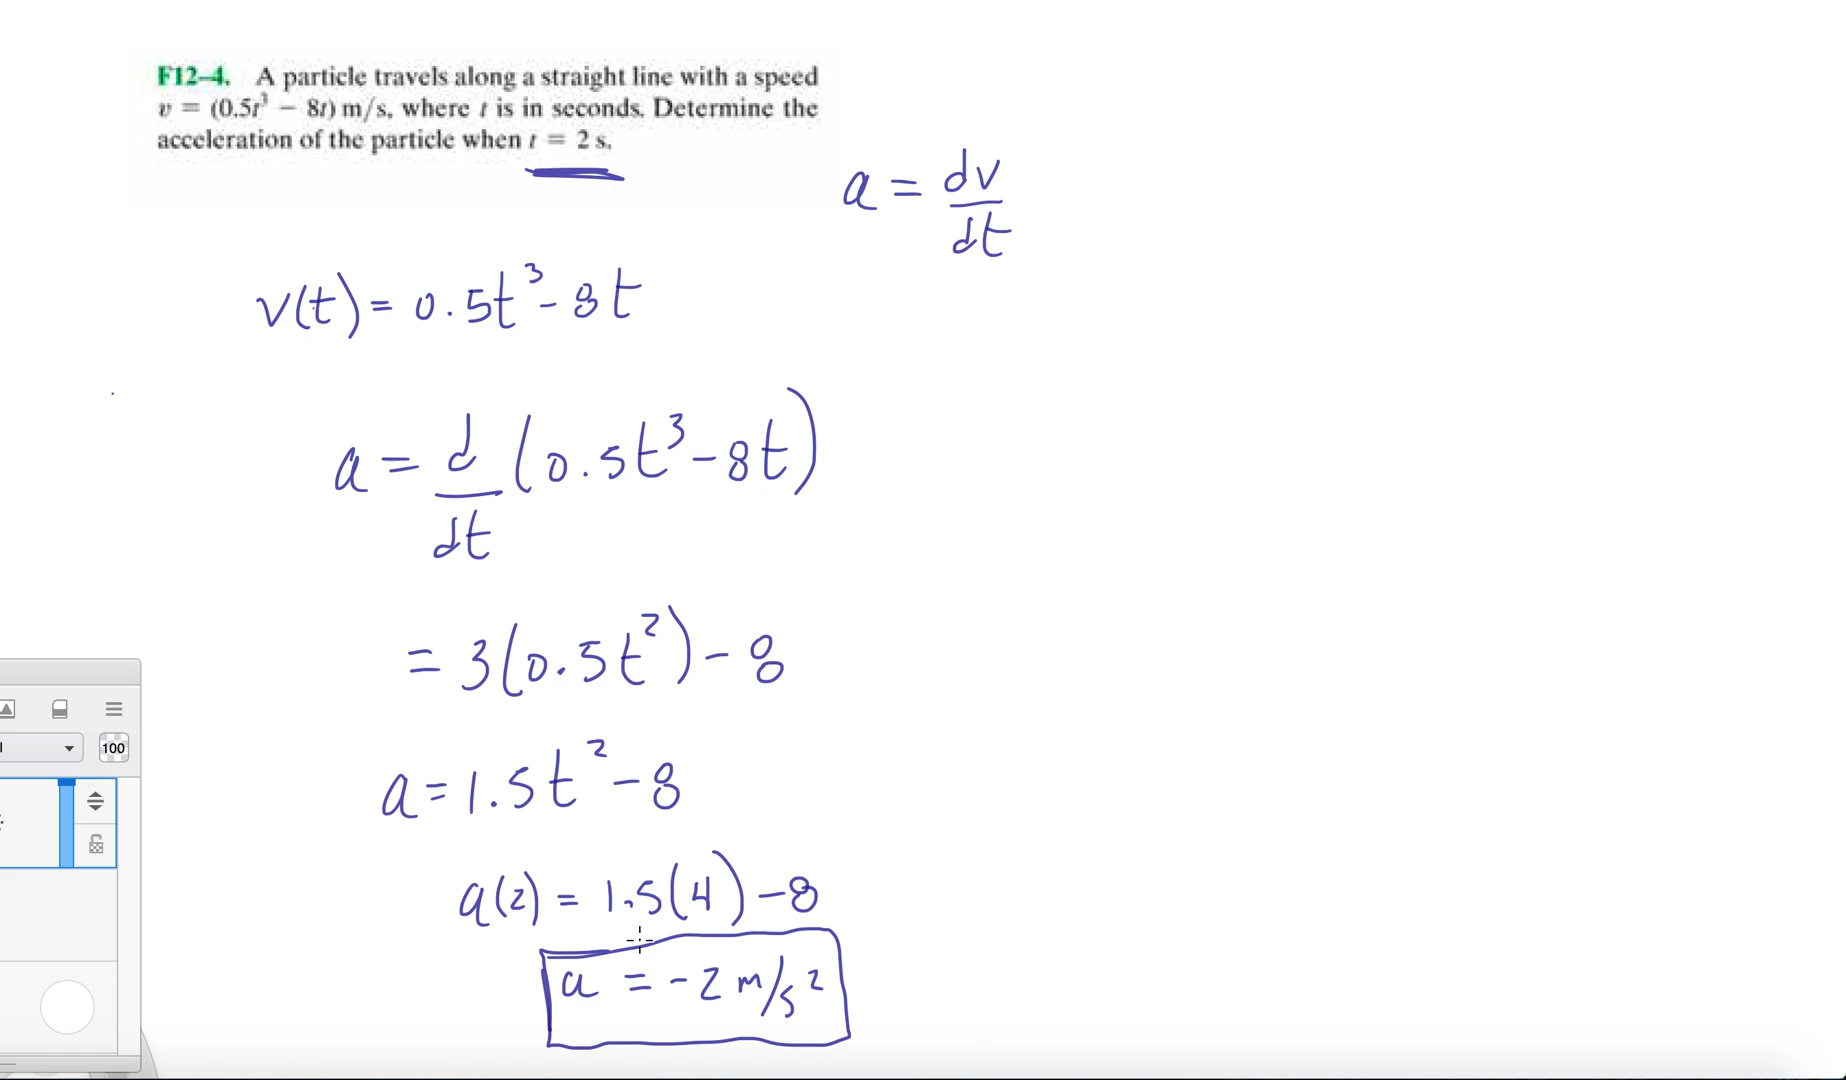 F12–4. A particle travels along a straight line with a speed
v = (0.5t³ − 8t) m/s, where t is in seconds. Determine the
acceleration of the particle when t = 2 s.
a = dv/dt
v(t) = 0.5t³ - 8t
a = d/dt (0.5t³ - 8t)
= 3(0.5t²) - 8
a = 1.5t² - 8
a(2) = 1.5(4) - 8
a = -2 m/s²
100